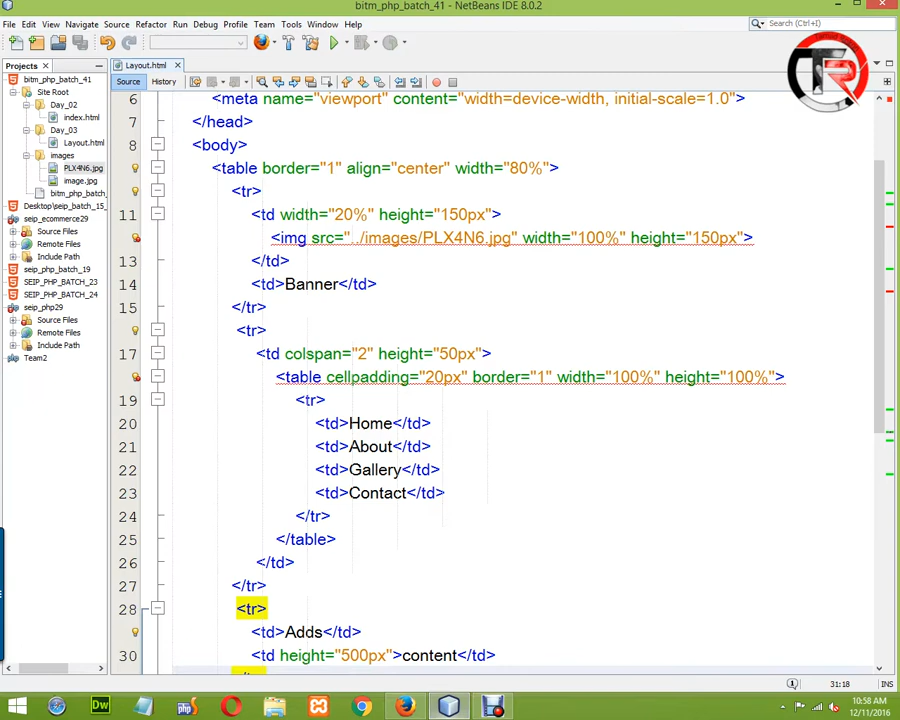 bitm_php_batch_41 - NetBeans IDE 8.0.2
File Edit View Navigate Source Refactor Run Debug Profile Team Tools Window Help
Search (Ctrl+I)
Projects
Layout.html
Source History
bitm_php_batch_41
Site Root
Day_02
index.html
Day_03
Layout.html
images
PLX4N6.jpg
image.jpg
bitm_php_batch_
Desktop\seip_batch_15_
seip_ecommerce29
Source Files
Remote Files
Include Path
seip_php_batch_19
SEIP_PHP_BATCH_23
SEIP_PHP_BATCH_24
seip_php29
Source Files
Remote Files
Include Path
Team2
6 <meta name="viewport" content="width=device-width, initial-scale=1.0">
7 </head>
8 <body>
<table border="1" align="center" width="80%">
<tr>
11 <td width="20%" height="150px">
<img src="../images/PLX4N6.jpg" width="100%" height="150px">
13 </td>
14 <td>Banner</td>
15 </tr>
<tr>
17 <td colspan="2" height="50px">
<table cellpadding="20px" border="1" width="100%" height="100%">
19 <tr>
20 <td>Home</td>
21 <td>About</td>
22 <td>Gallery</td>
23 <td>Contact</td>
24 </tr>
25 </table>
26 </td>
27 </tr>
28 <tr>
<td>Adds</td>
30 <td height="500px">content</td>
31:18 INS
10:58 AM
12/11/2016